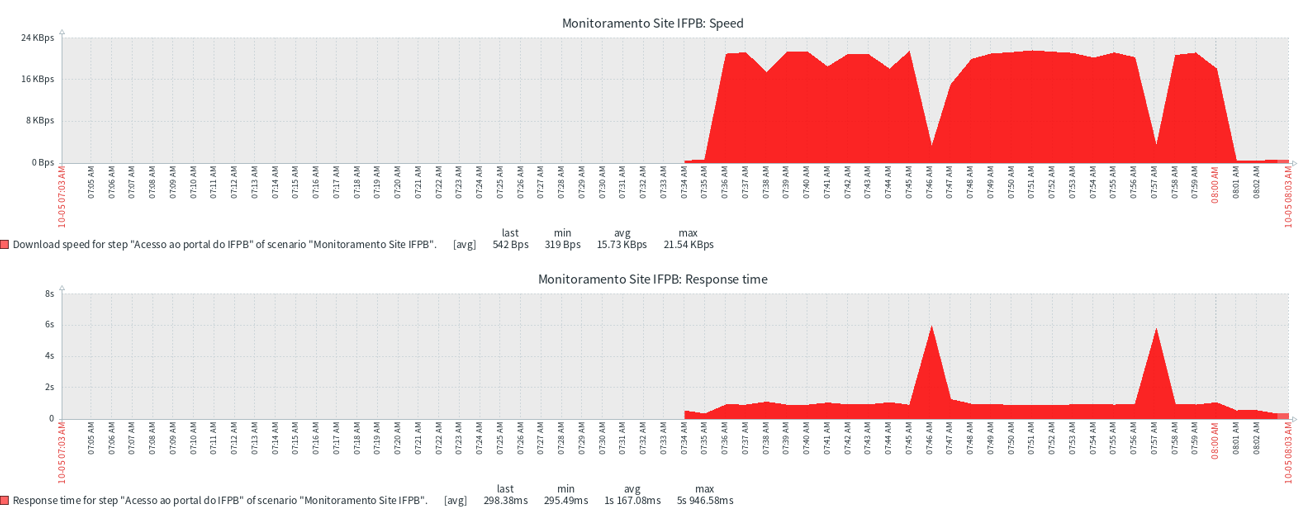 Monitoramento Site IFPB: Speed
24 KBps
16 KBps
8 KBps
0 Bps
10-05 07:03 AM 07:05 AM 07:06 AM 07:07 AM 07:08 AM 07:09 AM 07:10 AM 07:11 AM 07:12 AM 07:13 AM 07:14 AM 07:15 AM 07:16 AM 07:17 AM 07:18 AM 07:19 AM 07:20 AM 07:21 AM 07:22 AM 07:23 AM 07:24 AM 07:25 AM 07:26 AM 07:27 AM 07:28 AM 07:29 AM 07:30 AM 07:31 AM 07:32 AM 07:33 AM 07:34 AM 07:35 AM 07:36 AM 07:37 AM 07:38 AM 07:39 AM 07:40 AM 07:41 AM 07:42 AM 07:43 AM 07:44 AM 07:45 AM 07:46 AM 07:47 AM 07:48 AM 07:49 AM 07:50 AM 07:51 AM 07:52 AM 07:53 AM 07:54 AM 07:55 AM 07:56 AM 07:57 AM 07:58 AM 07:59 AM 08:00 AM 08:01 AM 08:02 AM 10-05 08:03 AM
last min avg max
Download speed for step "Acesso ao portal do IFPB" of scenario "Monitoramento Site IFPB". [avg] 542 Bps 319 Bps 15.73 KBps 21.54 KBps
Monitoramento Site IFPB: Response time
8s
6s
4s
2s
0
10-05 07:03 AM 07:05 AM 07:06 AM 07:07 AM 07:08 AM 07:09 AM 07:10 AM 07:11 AM 07:12 AM 07:13 AM 07:14 AM 07:15 AM 07:16 AM 07:17 AM 07:18 AM 07:19 AM 07:20 AM 07:21 AM 07:22 AM 07:23 AM 07:24 AM 07:25 AM 07:26 AM 07:27 AM 07:28 AM 07:29 AM 07:30 AM 07:31 AM 07:32 AM 07:33 AM 07:34 AM 07:35 AM 07:36 AM 07:37 AM 07:38 AM 07:39 AM 07:40 AM 07:41 AM 07:42 AM 07:43 AM 07:44 AM 07:45 AM 07:46 AM 07:47 AM 07:48 AM 07:49 AM 07:50 AM 07:51 AM 07:52 AM 07:53 AM 07:54 AM 07:55 AM 07:56 AM 07:57 AM 07:58 AM 07:59 AM 08:00 AM 08:01 AM 08:02 AM 10-05 08:03 AM
last min avg max
Response time for step "Acesso ao portal do IFPB" of scenario "Monitoramento Site IFPB". [avg] 298.38ms 295.49ms 1s 167.08ms 5s 946.58ms